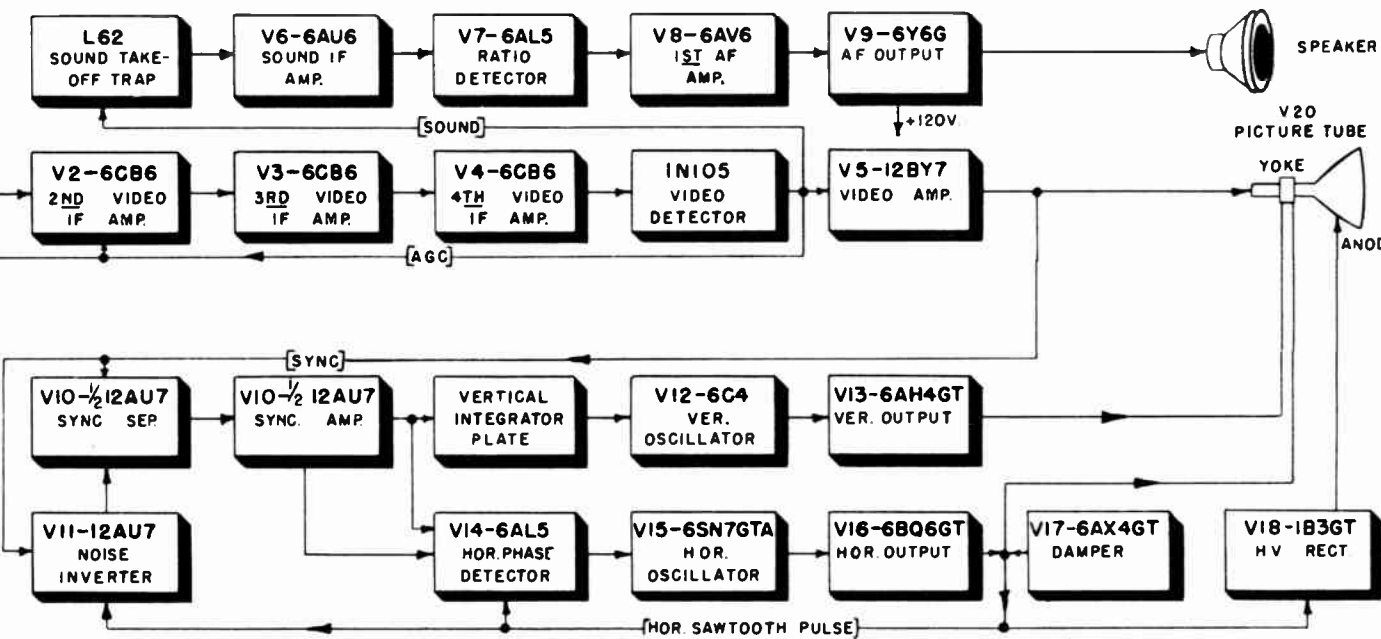 L62
SOUND TAKE-
OFF TRAP
V6-6AU6
SOUND IF
AMP.
V7-6AL5
RATIO
DETECTOR
V8-6AV6
1ST AF
AMP.
V9-6Y6G
AF OUTPUT
SPEAKER
[SOUND]
+120V.
V20
PICTURE TUBE
YOKE
V2-6CB6
2ND VIDEO
IF AMP.
V3-6CB6
3RD VIDEO
IF AMP.
V4-6CB6
4TH VIDEO
IF AMP.
1N105
VIDEO
DETECTOR
V5-12BY7
VIDEO AMP.
ANOD
[AGC]
[SYNC]
V10-1/2 12AU7
SYNC SEP.
V10-1/2 12AU7
SYNC. AMP.
VERTICAL
INTEGRATOR
PLATE
V12-6C4
VER.
OSCILLATOR
V13-6AH4GT
VER. OUTPUT
V11-12AU7
NOISE
INVERTER
V14-6AL5
HOR. PHASE
DETECTOR
V15-6SN7GTA
HOR.
OSCILLATOR
V16-6BQ6GT
HOR. OUTPUT
V17-6AX4GT
DAMPER
V18-1B3GT
HV RECT.
[HOR. SAWTOOTH PULSE]